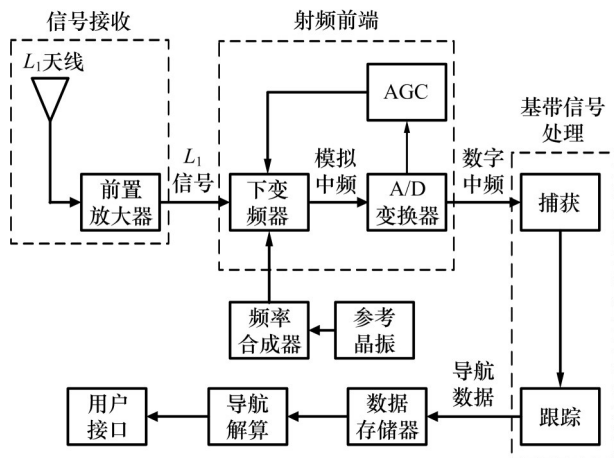 信号接收
射频前端
L₁天线
AGC
基带信号
处理
L₁
信号
模拟
中频
数字
中频
前置
放大器
下变
频器
A/D
变换器
捕获
频率
合成器
参考
晶振
导航
数据
用户
接口
导航
解算
数据
存储器
跟踪